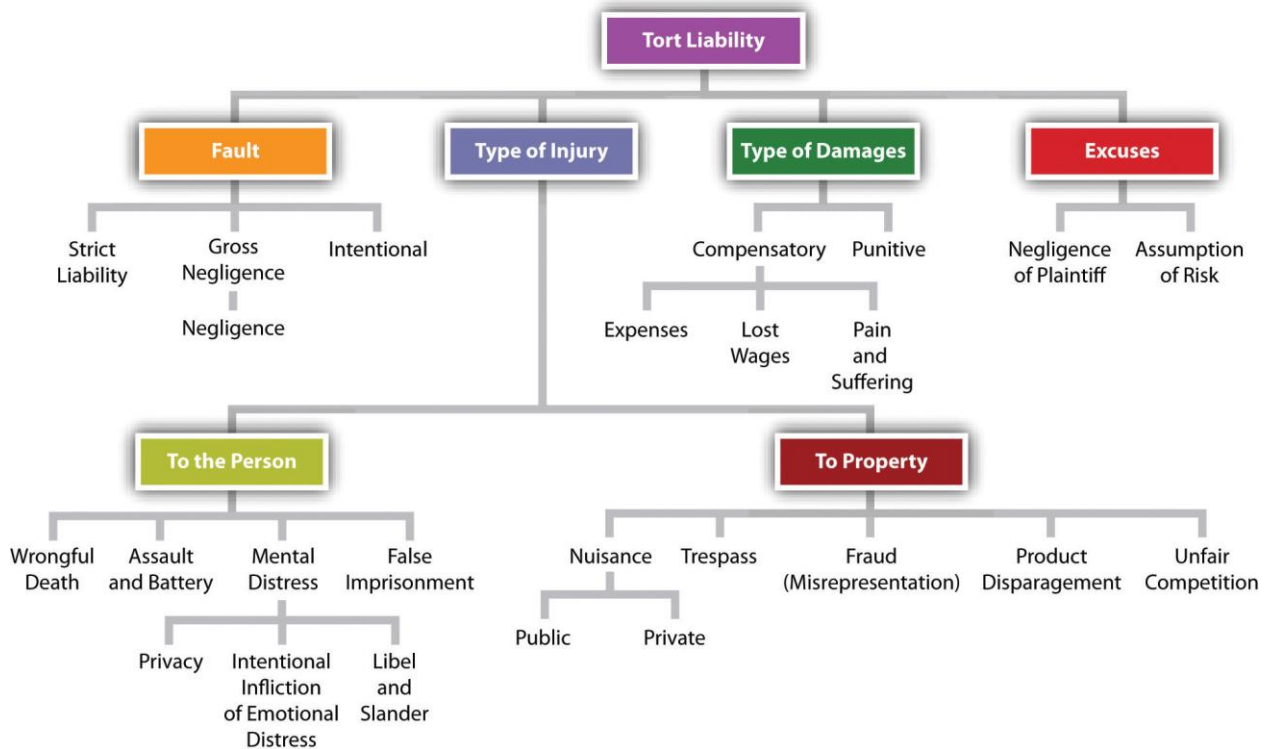 Tort Liability
Fault
Type of Injury
Type of Damages
Excuses
Strict
Liability
Gross
Negligence
Intentional
Negligence
Compensatory
Punitive
Expenses
Lost
Wages
Pain
and
Suffering
Negligence
of Plaintiff
Assumption
of Risk
To the Person
To Property
Wrongful
Death
Assault
and Battery
Mental
Distress
False
Imprisonment
Privacy
Intentional
Infliction
of Emotional
Distress
Libel
and
Slander
Nuisance
Trespass
Fraud
(Misrepresentation)
Product
Disparagement
Unfair
Competition
Public
Private